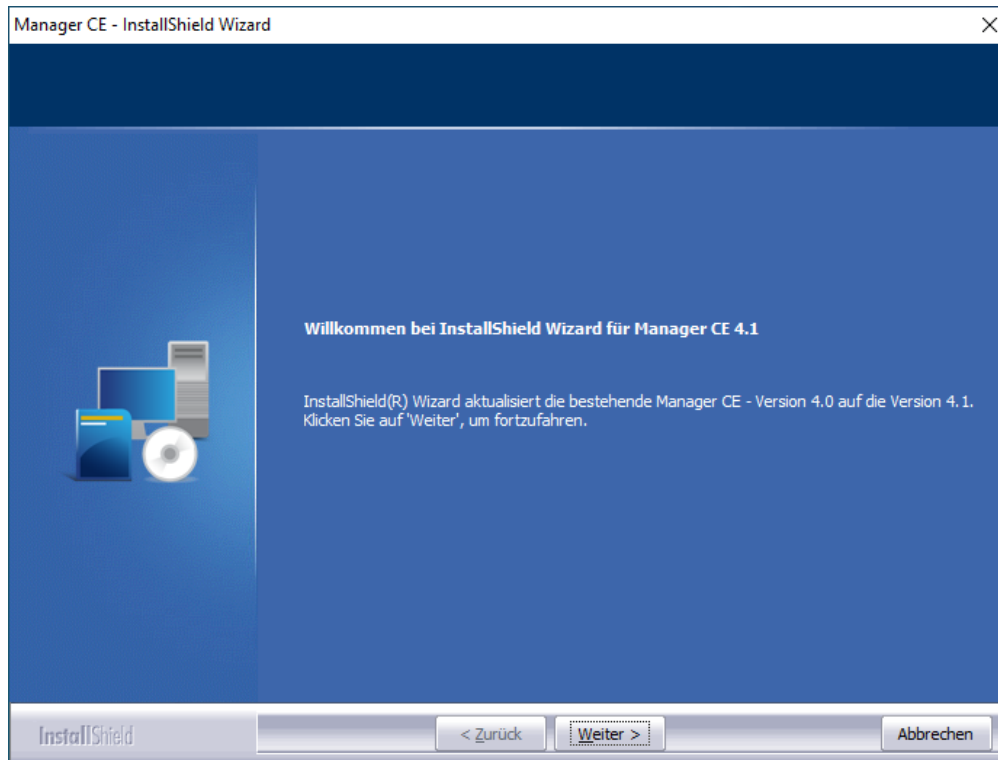 Manager CE - InstallShield Wizard
Willkommen bei InstallShield Wizard für Manager CE 4.1
InstallShield(R) Wizard aktualisiert die bestehende Manager CE - Version 4.0 auf die Version 4.1.
Klicken Sie auf 'Weiter', um fortzufahren.
InstallShield
< Zurück
Weiter >
Abbrechen